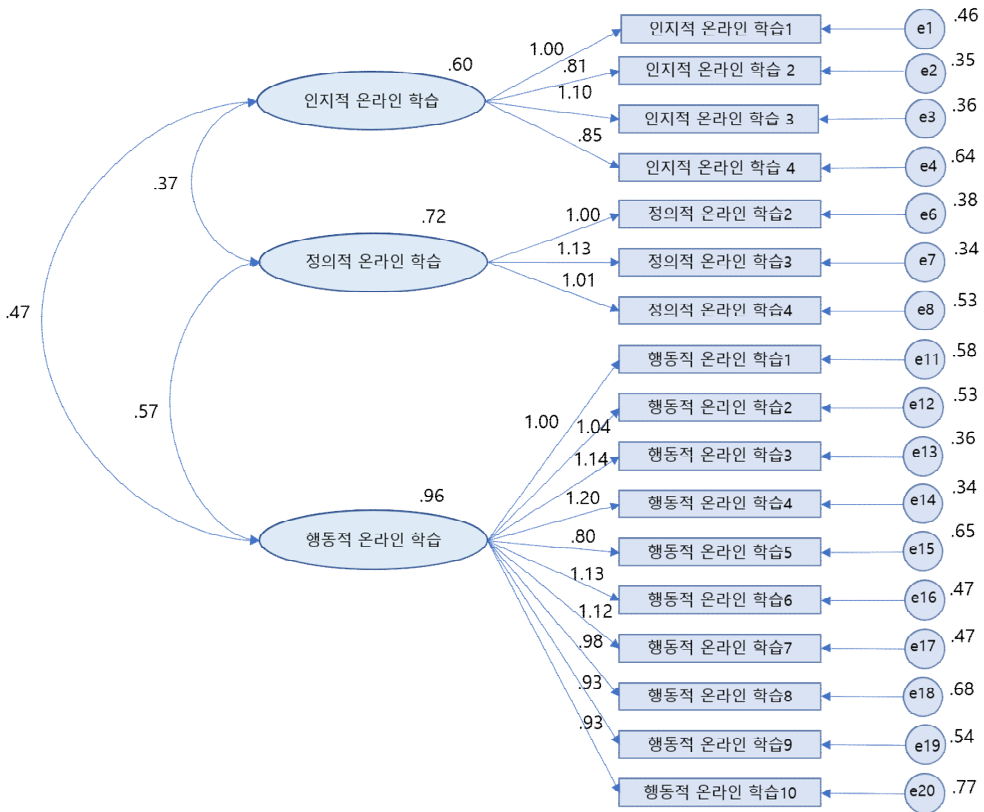 .60
인지적 온라인 학습
1.00
인지적 온라인 학습1
e1
.46
.81
인지적 온라인 학습 2
e2
.35
1.10
인지적 온라인 학습 3
e3
.36
.85
인지적 온라인 학습 4
e4
.64
.37
.72
정의적 온라인 학습
1.00
정의적 온라인 학습2
e6
.38
1.13
정의적 온라인 학습3
e7
.34
1.01
성의적 온라인 학습4
e8
.53
.47
.57
.96
행동적 온라인 학습
1.00
행동적 온라인 학습1
e11
.58
1.04
행동적 온리인 학습2
e12
.53
1.14
행동적 온라인 학습3
e13
.36
1.20
행동적 온라인 학습4
e14
.34
.80
행동적 온라인 학습5
e15
.65
1.13
행동적 온라인 학습6
e16
.47
1.12
행동적 온라인 학습7
e17
.47
.98
행동적 온라인 학습8
e18
.68
.93
행동적 온라인 학습9
e19
.54
.93
행동적 온라인 학습10
e20
.77